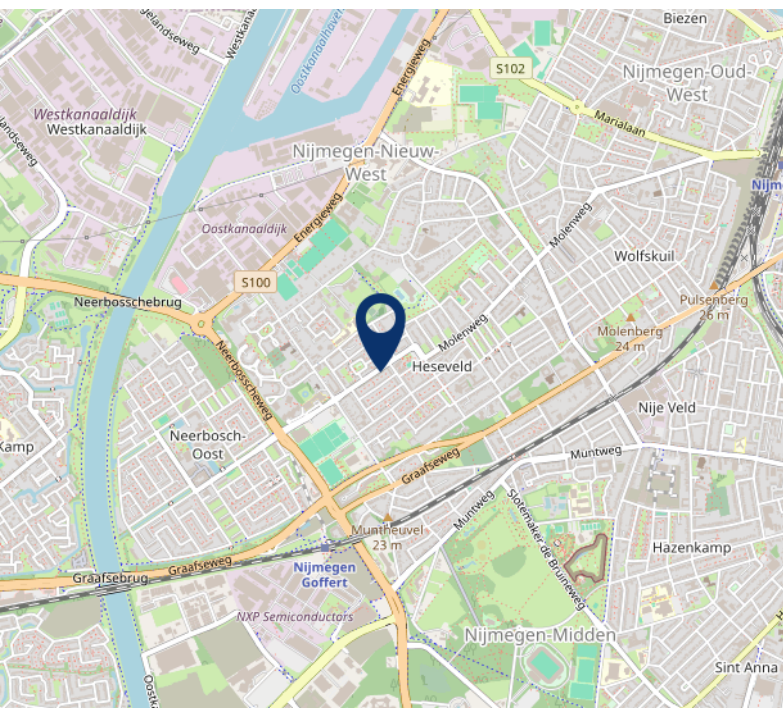 Biezen
Energieweg
Oostkanaalhaven
S102
Nijmegen-Oud-
West
Marialaan
Westkanaaldijk
Westkanaaldijk
Nijmegen-Nieuw-
West
Molenweg
Oostkanaaldijk
Energieweg
Wolfskuil
S100
Neerbosschebrug
Pulsenberg
26 m
Molenberg
24 m
Molenweg
Heseveld
Neerbosscheweg
Nije Veld
Neerbosch-
Oost
Graafseweg
Muntweg
Muntweg
Slotemaker de Bruïneweg
Muntheuvel
23 m
Hazenkamp
Nijmegen
Goffert
Graafseweg
Graafsebrug
NXP Semiconductors
Nijmegen-Midden
Sint Anna